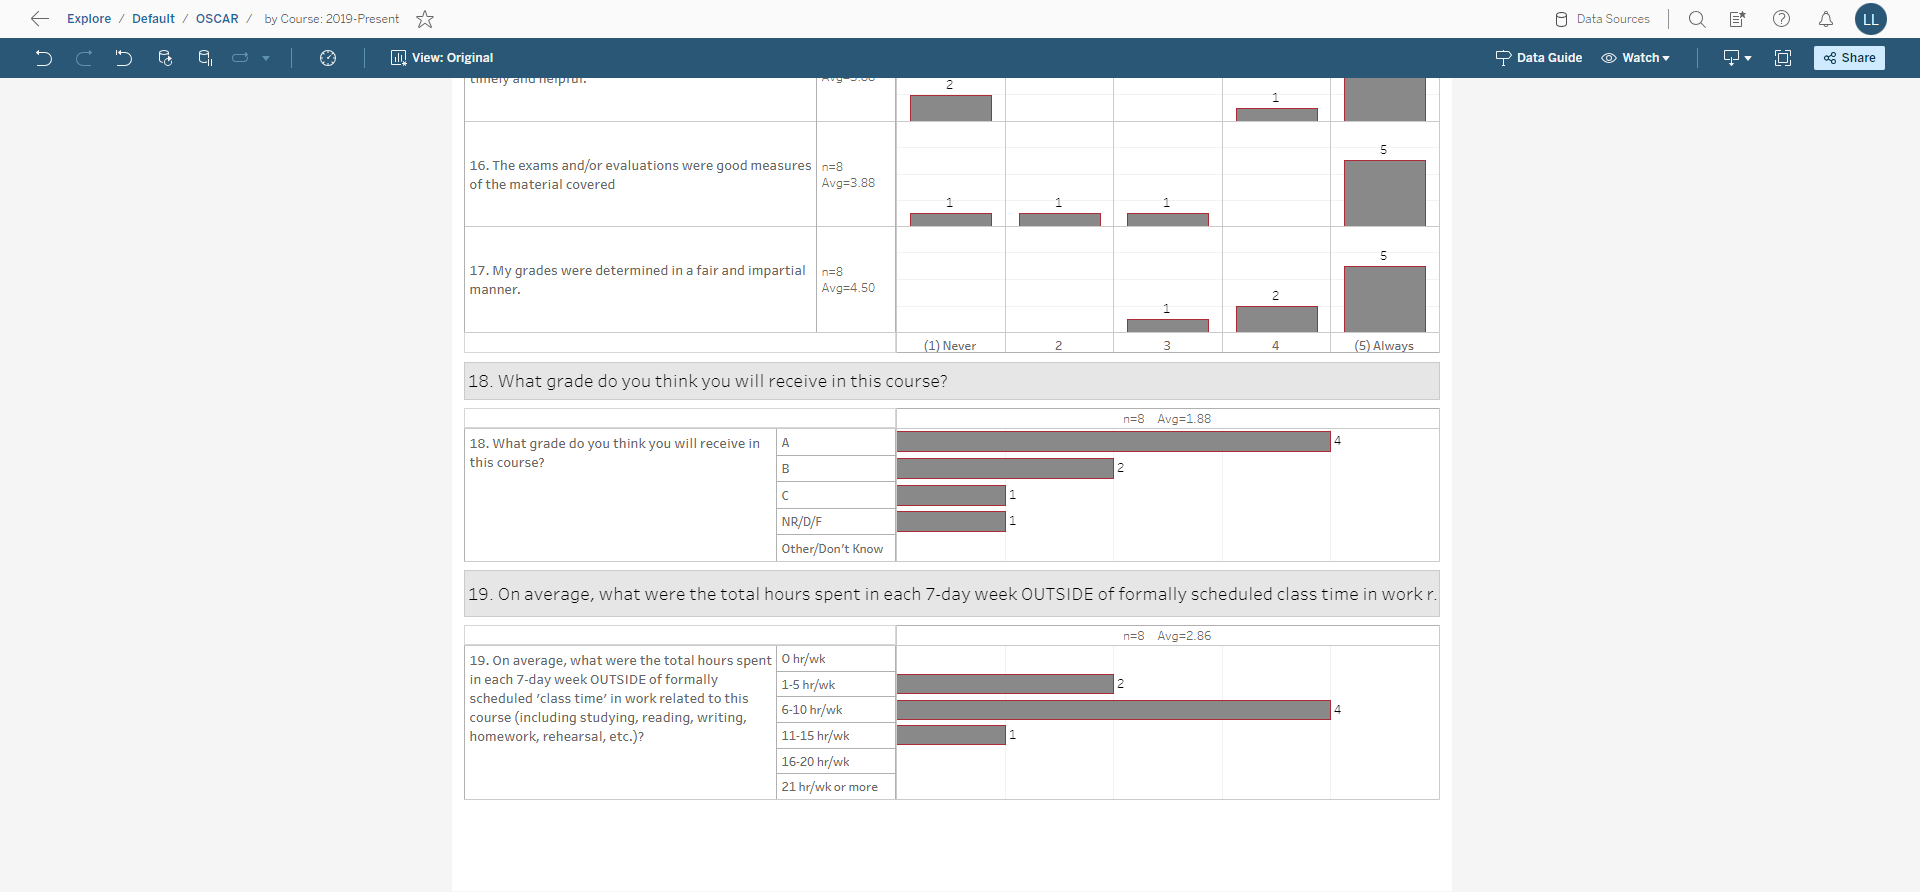 Explore / Default / OSCAR / by Course: 2019-Present
Data Sources
LL
View: Original
Data Guide
Watch
Share
timely and helpful.
2
1
16. The exams and/or evaluations were good measures
of the material covered
n=8
Avg=3.88
1
1
1
5
17. My grades were determined in a fair and impartial
manner.
n=8
Avg=4.50
1
2
5
(1) Never
2
3
4
(5) Always
18. What grade do you think you will receive in this course?
n=8 Avg=1.88
18. What grade do you think you will receive in
this course?
A
4
B
2
C
1
NR/D/F
1
Other/Don't Know
19. On average, what were the total hours spent in each 7-day week OUTSIDE of formally scheduled class time in work r.
n=8 Avg=2.86
19. On average, what were the total hours spent
in each 7-day week OUTSIDE of formally
scheduled ‘class time’ in work related to this
course (including studying, reading, writing,
homework, rehearsal, etc.)?
0 hr/wk
1-5 hr/wk
2
6-10 hr/wk
4
11-15 hr/wk
1
16-20 hr/wk
21 hr/wk or more